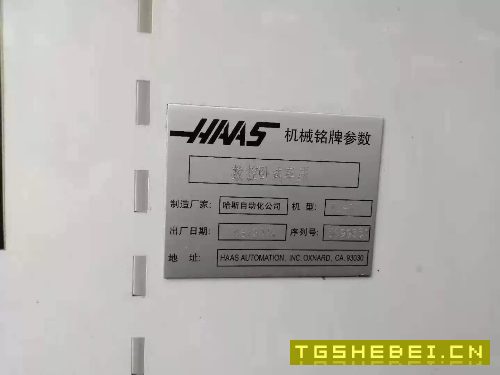 HAAS 机械铭牌参数
制造厂家: 哈斯自动化公司 机 型:
出厂日期: 序列号:
地 址: HAAS AUTOMATION, INC. OXNARD, CA. 93030
TGSHEBEI.CN